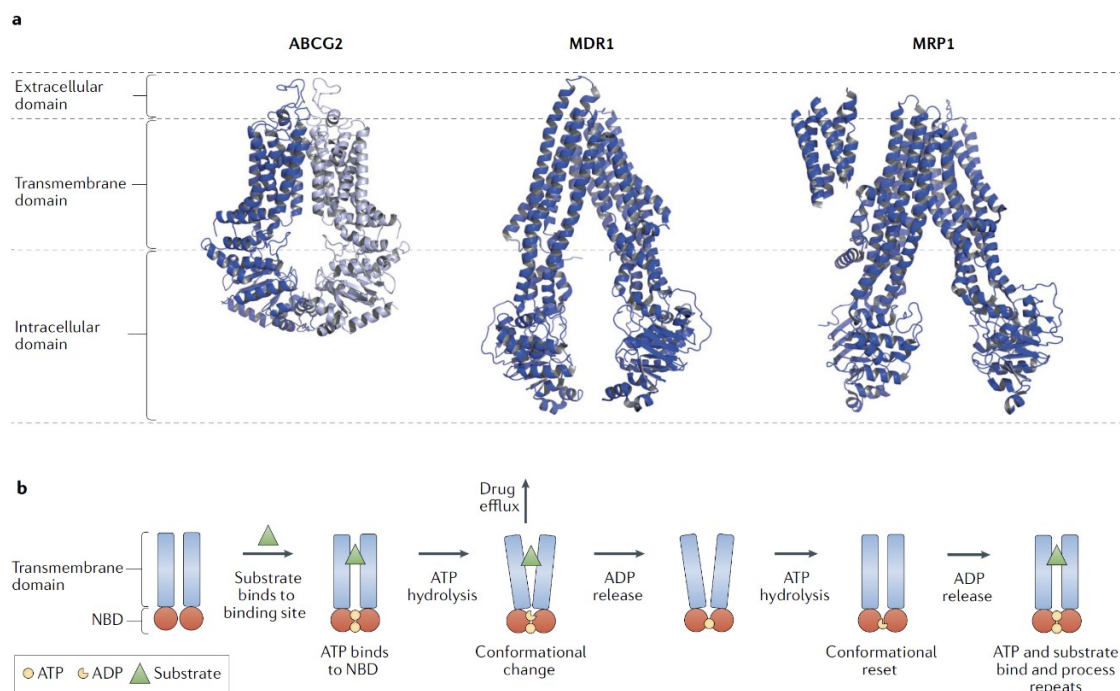 a
ABCG2
MDR1
MRP1
Extracellular
domain
Transmembrane
domain
Intracellular
domain
b
Drug
efflux
Transmembrane
domain
NBD
Substrate
binds to
binding site
ATP binds
to NBD
ATP
hydrolysis
Conformational
change
ADP
release
ATP
hydrolysis
Conformational
reset
ADP
release
ATP and substrate
bind and process
repeats
ATP
ADP
Substrate